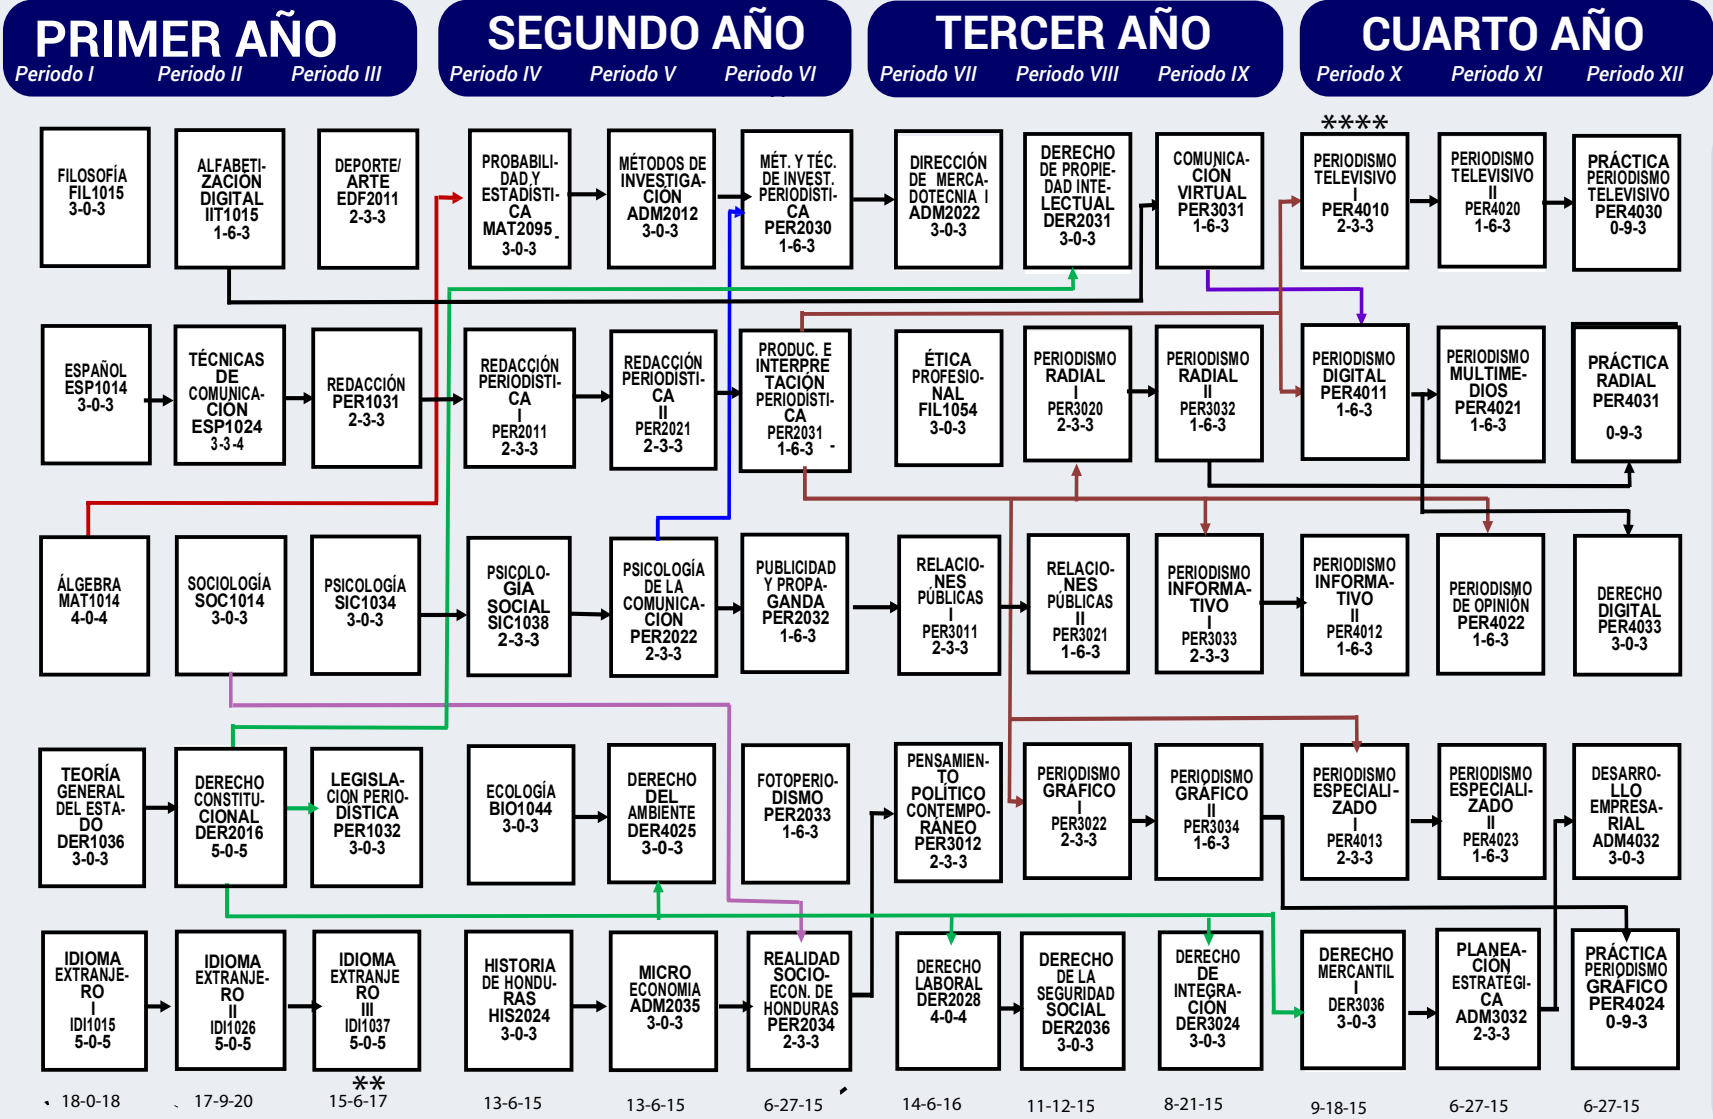 PRIMER AÑO
Periodo I
Periodo II
Periodo III
SEGUNDO AÑO
Periodo IV
Periodo V
Periodo VI
TERCER AÑO
Periodo VII
Periodo VIII
Periodo IX
CUARTO AÑO
Periodo X
Periodo XI
Periodo XII
FILOSOFÍA
FIL1015
3-0-3
ALFABETI-
ZACIÓN
DIGITAL
IIT1015
1-6-3
DEPORTE/
ARTE
EDF2011
2-3-3
PROBABILI-
DAD Y
ESTADÍSTI-
CA
MAT2095
3-0-3
MÉTODOS DE
INVESTIGA-
CIÓN
ADM2012
3-0-3
MÉT. Y TÉC.
DE INVEST.
PERIODÍSTI-
CA
PER2030
1-6-3
DIRECCIÓN
DE MERCA-
DOTECNIA I
ADM2022
3-0-3
DERECHO
DE PROPIE-
DAD INTE-
LECTUAL
DER2031
3-0-3
COMUNICA-
CIÓN
VIRTUAL
PER3031
1-6-3
****
PERIODISMO
TELEVISIVO
I
PER4010
2-3-3
PERIODISMO
TELEVISIVO
II
PER4020
1-6-3
PRÁCTICA
PERIODISMO
TELEVISIVO
PER4030
0-9-3
ESPAÑOL
ESP1014
3-0-3
TÉCNICAS
DE
COMUNICA-
CIÓN
ESP1024
3-3-4
REDACCIÓN
PER1031
2-3-3
REDACCIÓN
PERIODÍSTI-
CA
I
PER2011
2-3-3
REDACCIÓN
PERIODÍSTI-
CA
II
PER2021
2-3-3
PRODUC. E
INTERPRE
TACIÓN
PERIODÍSTI-
CA
PER2031
1-6-3
ÉTICA
PROFESIO-
NAL
FIL1054
3-0-3
PERIODISMO
RADIAL
I
PER3020
2-3-3
PERIODISMO
RADIAL
II
PER3032
1-6-3
PERIODISMO
DIGITAL
PER4011
1-6-3
PERIODISMO
MULTIME-
DIOS
PER4021
1-6-3
PRÁCTICA
RADIAL
PER4031
0-9-3
ÁLGEBRA
MAT1014
4-0-4
SOCIOLOGÍA
SOC1014
3-0-3
PSICOLOGÍA
SIC1034
3-0-3
PSICOLO-
GÍA
SOCIAL
SIC1038
2-3-3
PSICOLOGÍA
DE LA
COMUNICA-
CIÓN
PER2022
2-3-3
PUBLICIDAD
Y PROPA-
GANDA
PER2032
1-6-3
RELACIO-
NES
PÚBLICAS
I
PER3011
2-3-3
RELACIO-
NES
PÚBLICAS
II
PER3021
1-6-3
PERIODISMO
INFORMA-
TIVO
I
PER3033
2-3-3
PERIODISMO
INFORMA-
TIVO
II
PER4012
1-6-3
PERIODISMO
DE OPINIÓN
PER4022
1-6-3
DERECHO
DIGITAL
PER4033
3-0-3
TEORÍA
GENERAL
DEL ESTA-
DO
DER1036
3-0-3
DERECHO
CONSTITU-
CIONAL
DER2016
5-0-5
LEGISLA-
CION PERIO-
DÍSTICA
PER1032
3-0-3
ECOLOGÍA
BIO1044
3-0-3
DERECHO
DEL
AMBIENTE
DER4025
3-0-3
FOTOPERIO-
DISMO
PER2033
1-6-3
PENSAMIEN-
TO
POLÍTICO
CONTEMPO-
RÁNEO
PER3012
2-3-3
PERIODISMO
GRÁFICO
I
PER3022
2-3-3
PERIODISMO
GRÁFICO
II
PER3034
1-6-3
PERIODISMO
ESPECIALI-
ZADO
I
PER4013
2-3-3
PERIODISMO
ESPECIALI-
ZADO
II
PER4023
1-6-3
DESARRO-
LLO
EMPRESA-
RIAL
ADM4032
3-0-3
IDIOMA
EXTRANJE-
RO
I
IDI1015
5-0-5
IDIOMA
EXTRANJE-
RO
II
IDI1026
5-0-5
IDIOMA
EXTRANJE
RO
III
IDI1037
5-0-5
**
HISTORIA
DE HONDU-
RAS
HIS2024
3-0-3
MICRO
ECONOMIA
ADM2035
3-0-3
REALIDAD
SOCIO-
ECON. DE
HONDURAS
PER2034
2-3-3
DERECHO
LABORAL
DER2028
4-0-4
DERECHO
DE LA
SEGURIDAD
SOCIAL
DER2036
3-0-3
DERECHO
DE
INTEGRA-
CIÓN
DER3024
3-0-3
DERECHO
MERCANTIL
I
DER3036
3-0-3
PLANEA-
CIÓN
ESTRATÉGI-
CA
ADM3032
2-3-3
PRÁCTICA
PERIODISMO
GRÁFICO
PER4024
0-9-3
18-0-18
17-9-20
15-6-17
13-6-15
13-6-15
6-27-15
14-6-16
11-12-15
8-21-15
9-18-15
6-27-15
6-27-15